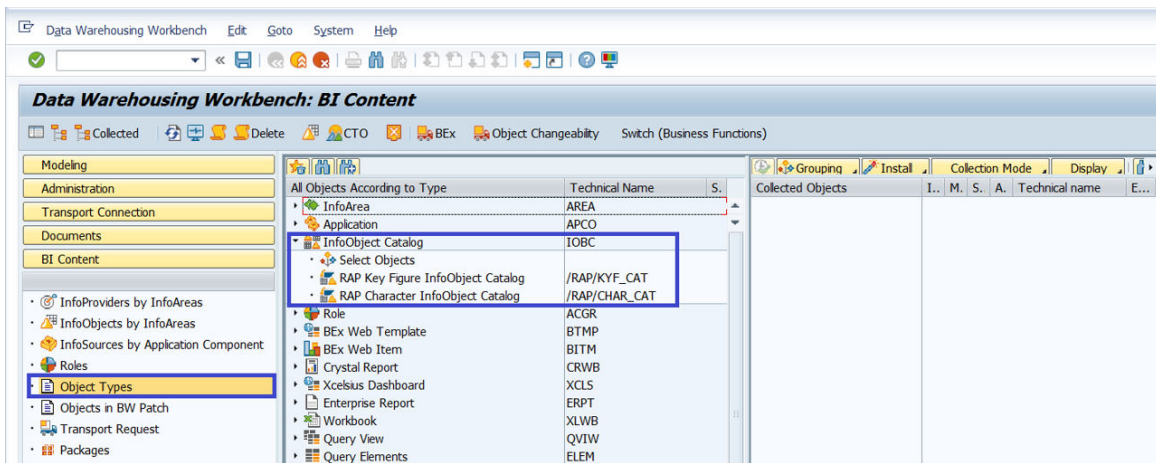 Data Warehousing Workbench Edit Goto System Help
Data Warehousing Workbench: BI Content
Collected Delete CTO BEx Object Changeability Switch (Business Functions)
Modeling
Administration
Transport Connection
Documents
BI Content
InfoProviders by InfoAreas
InfoObjects by InfoAreas
InfoSources by Application Component
Roles
Object Types
Objects in BW Patch
Transport Request
Packages
All Objects According to Type Technical Name S.
InfoArea AREA
Application APCO
InfoObject Catalog IOBC
Select Objects
RAP Key Figure InfoObject Catalog /RAP/KYF_CAT
RAP Character InfoObject Catalog /RAP/CHAR_CAT
Role ACGR
BEx Web Template BTMP
BEx Web Item BITM
Crystal Report CRWB
Xcelsius Dashboard XCLS
Enterprise Report ERPT
Workbook XLWB
Query View QVIW
Query Elements ELEM
Grouping Install Collection Mode Display
Collected Objects I.. M. S. A. Technical name E...